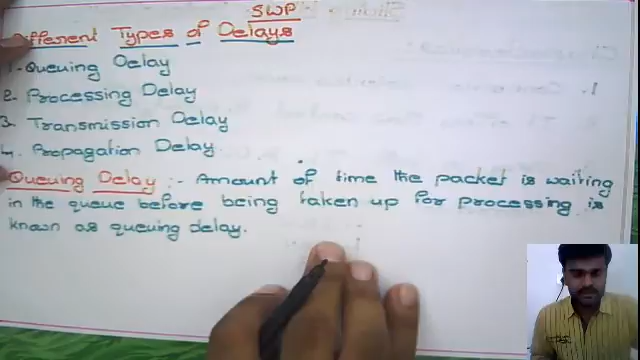 SWP
Different Types of Delays
1. Queuing Delay
2. Processing Delay
3. Transmission Delay
4. Propagation Delay
Queuing Delay :- Amount of time the packet is waiting
in the queue before being taken up for processing is
known as queuing delay.